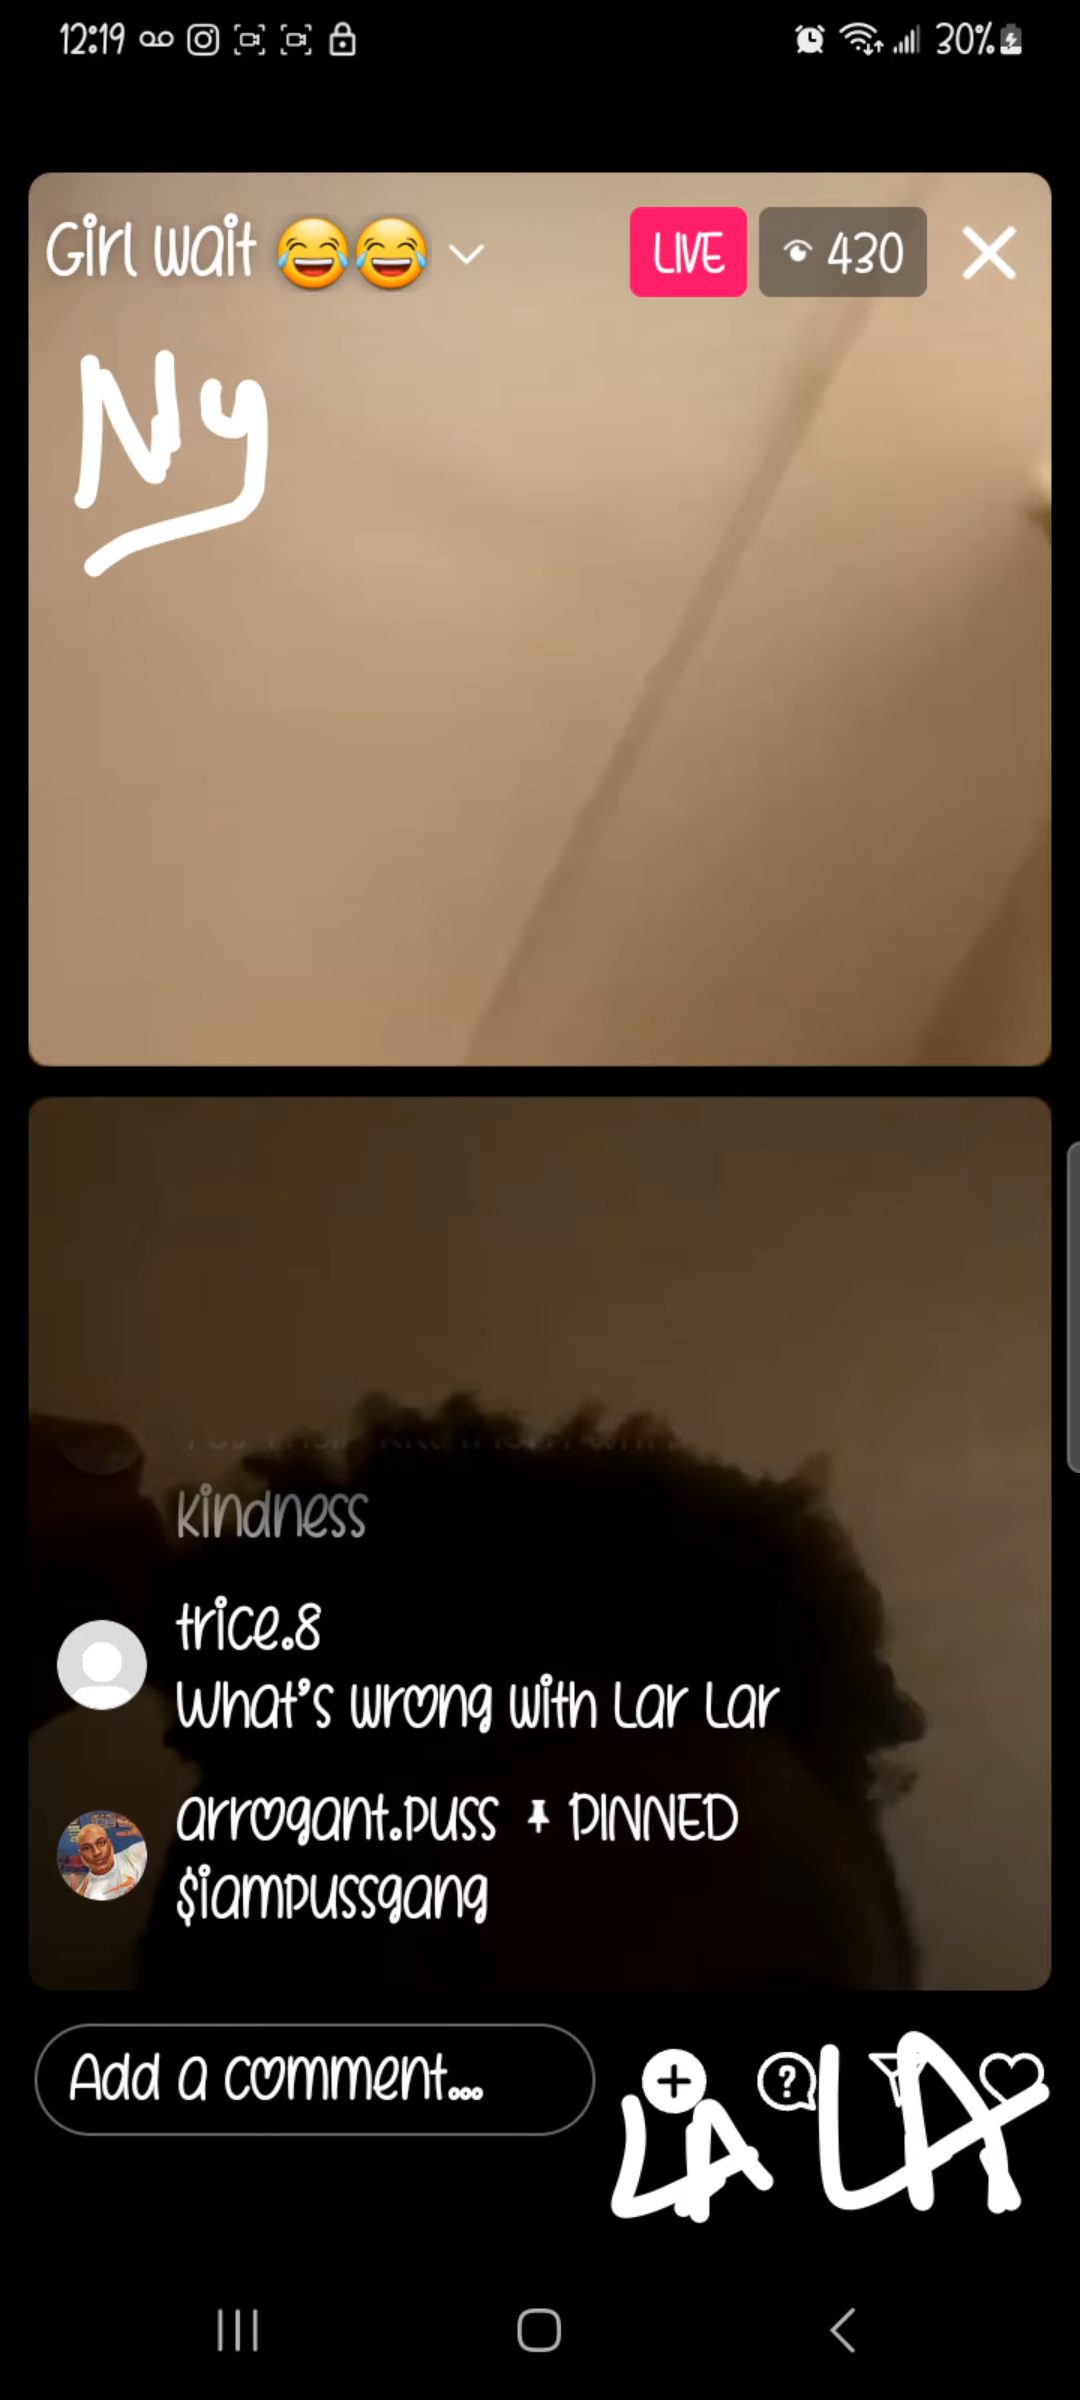 12:19 30%
Girl wait 😂😂 LIVE 430
Ny
kindness
trice.8
What's wrong with Lar Lar
arrogant.puss PINNED
$iampussgang
Add a comment...
LA LA